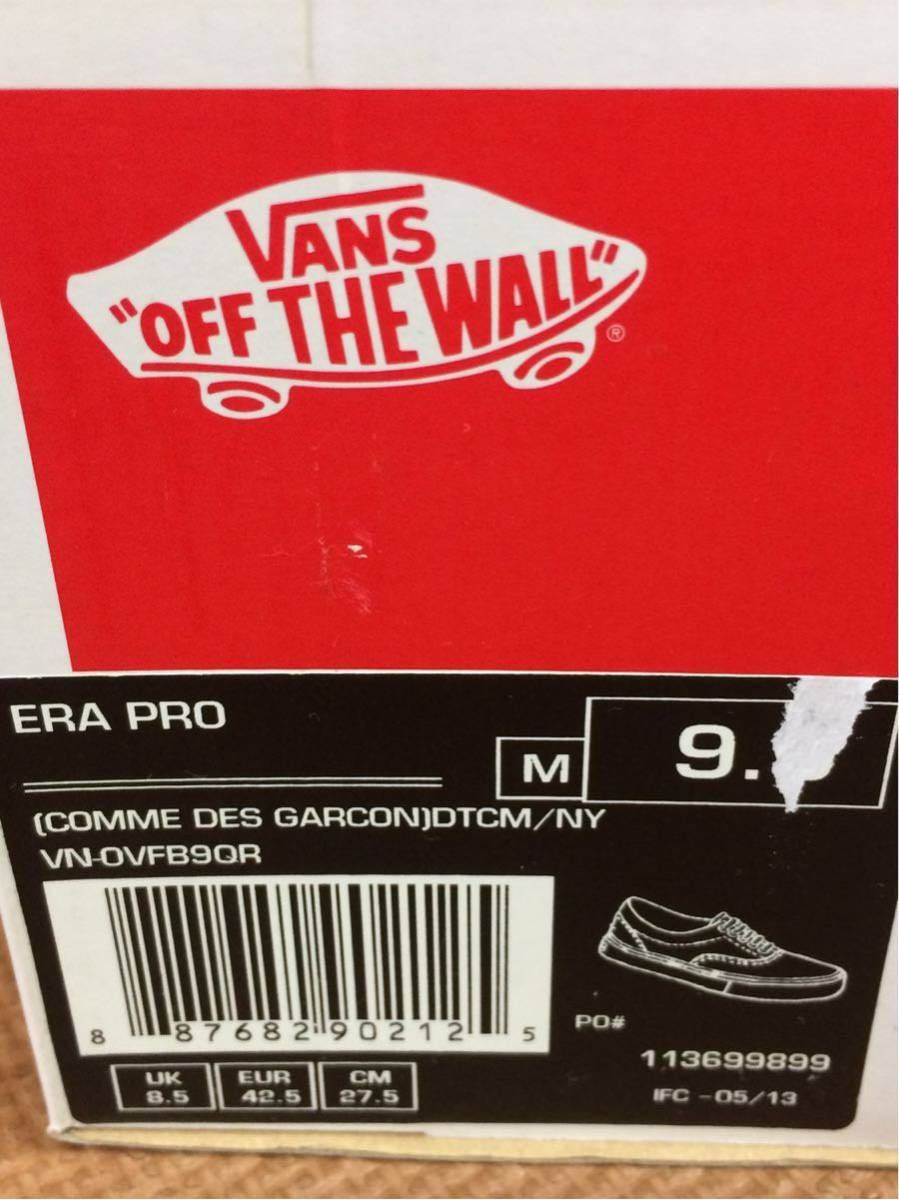 VANS
"OFF THE WALL"
®
ERA PRO
M
9.
(COMME DES GARCON)DTCM/NY
VN-0VFB9QR
8 87682 90212 5
PO#
113699899
IFC - 05/13
UK
8.5
EUR
42.5
CM
27.5